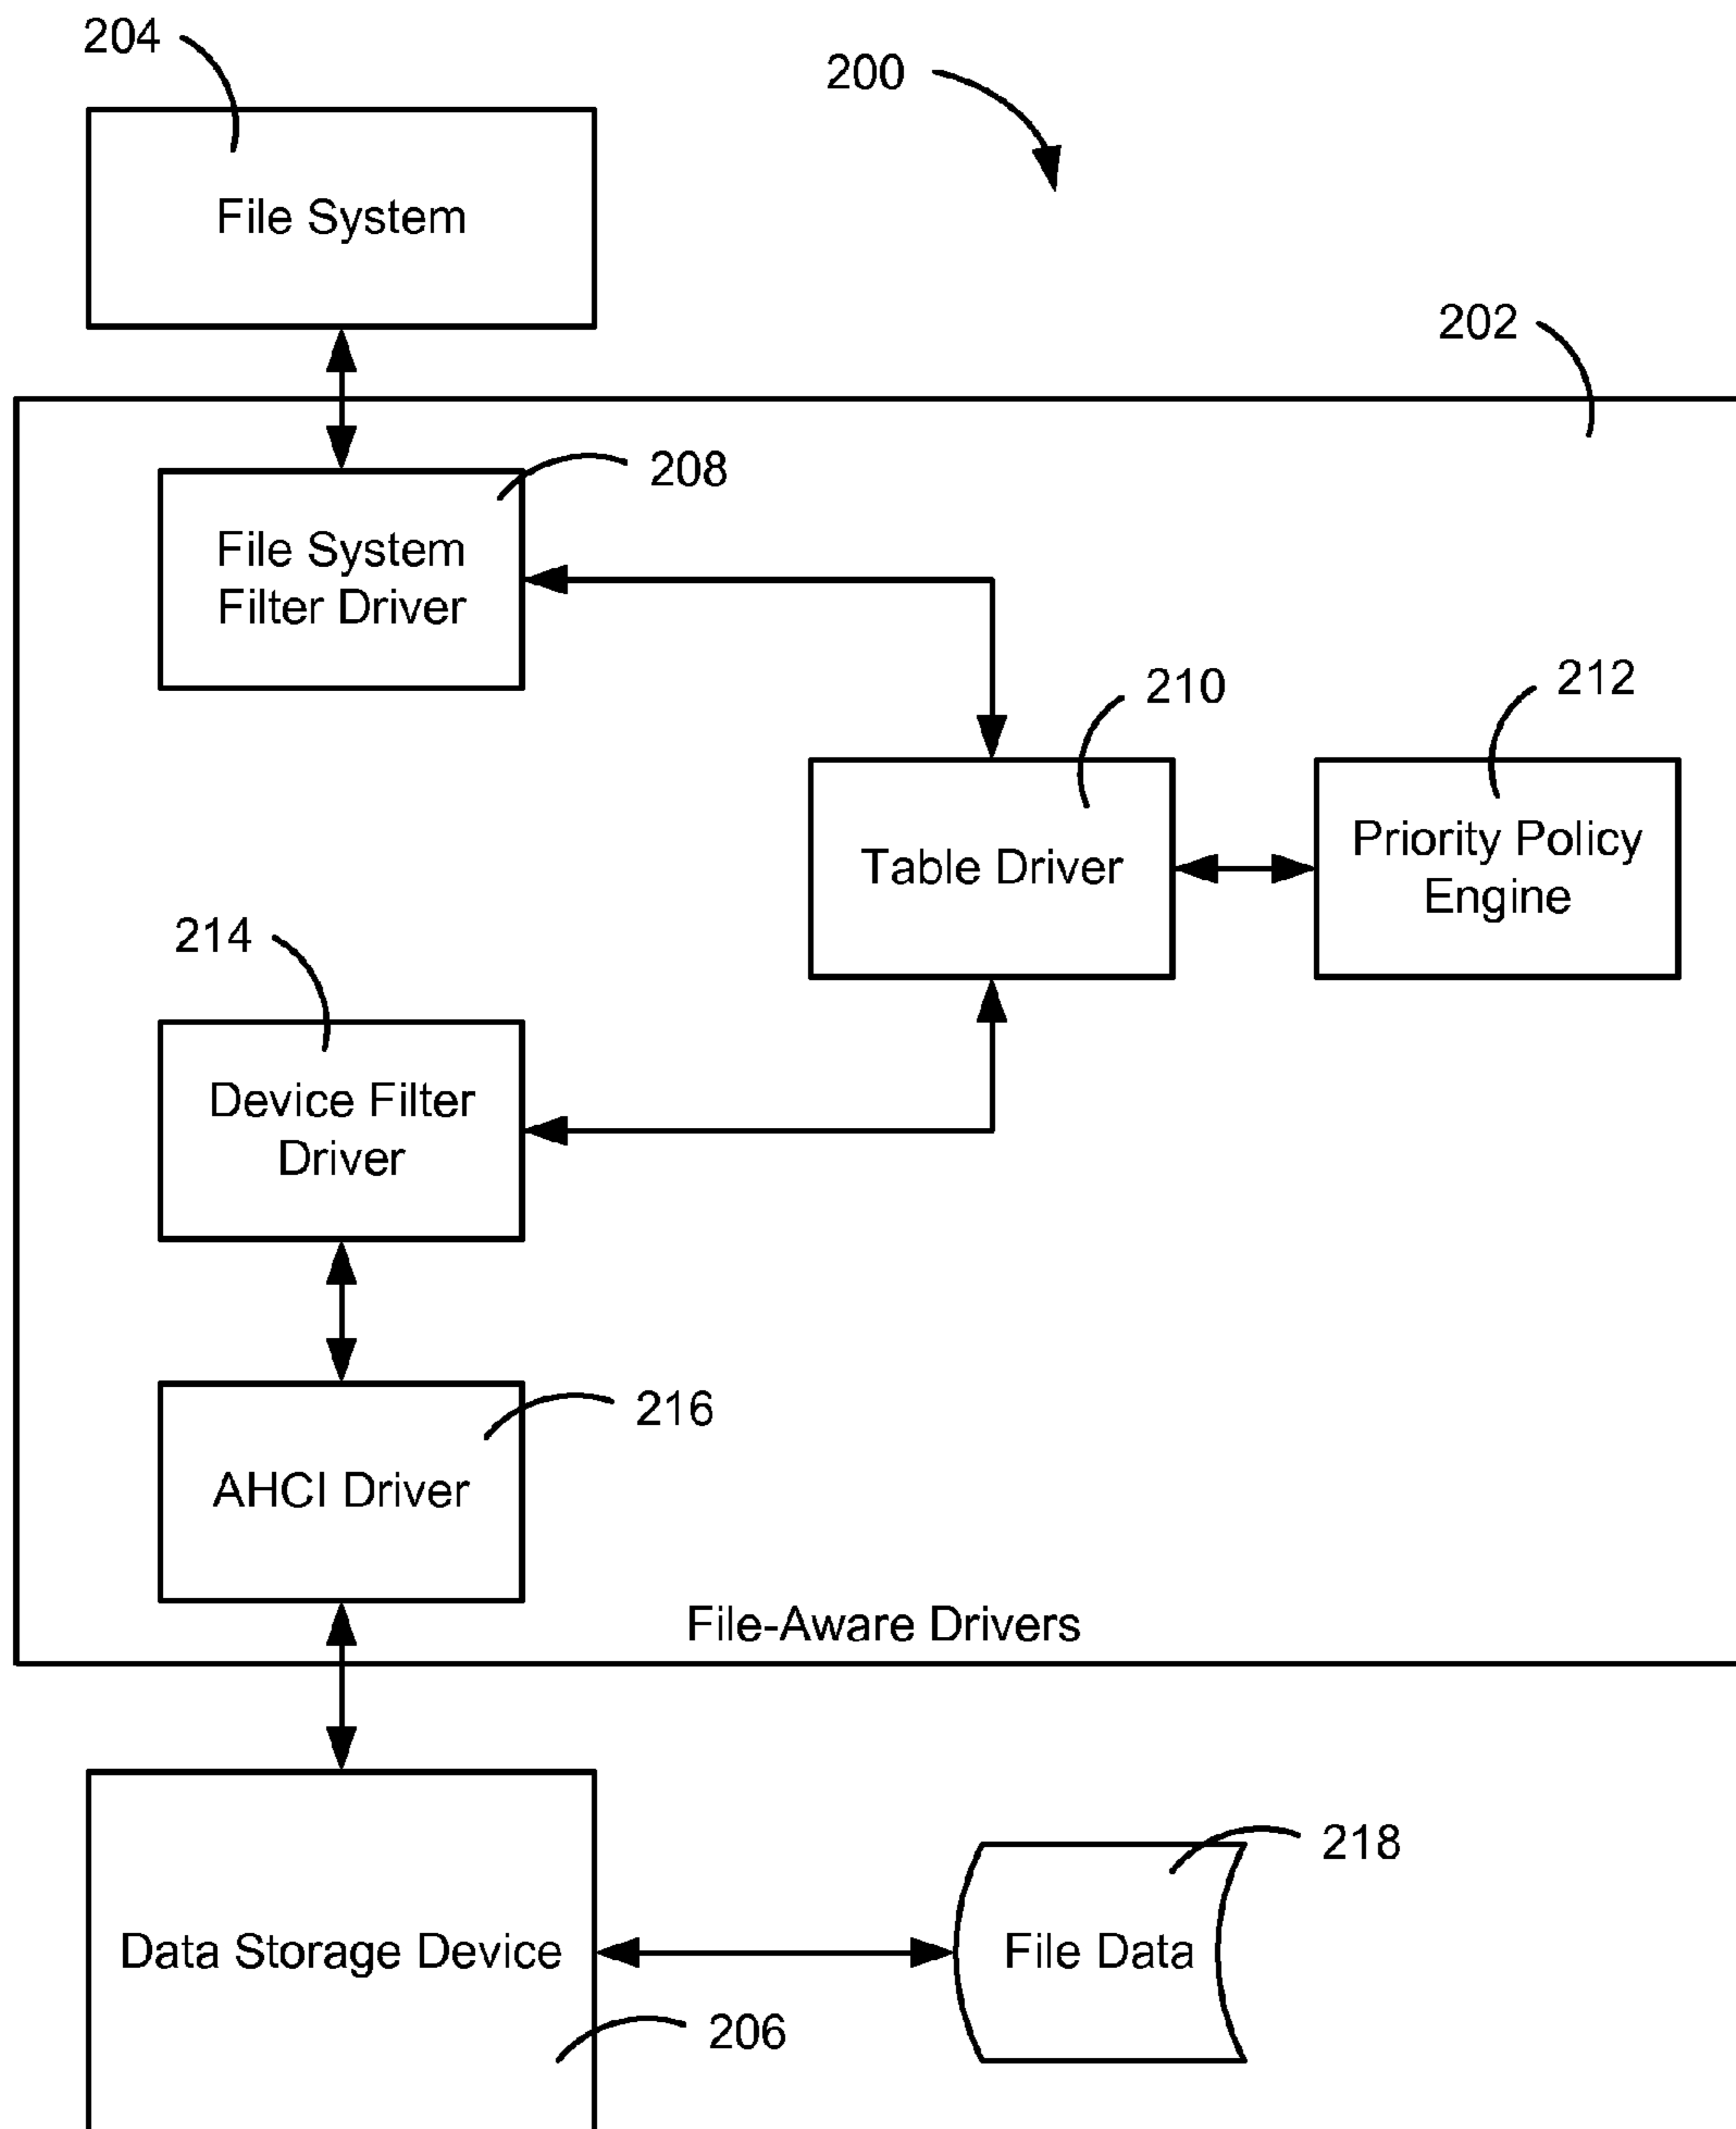 204
200
File System
202
208
File System
Filter Driver
210
212
Table Driver
Priority Policy
Engine
214
Device Filter
Driver
216
AHCI Driver
File-Aware Drivers
218
Data Storage Device
File Data
206